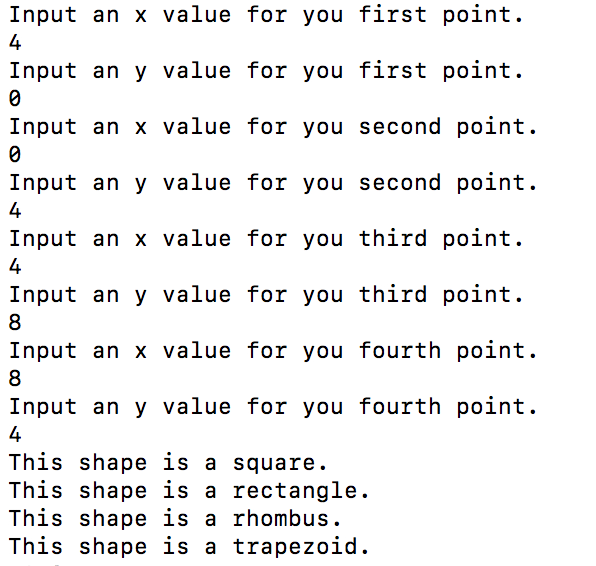 Input an x value for you first point.
4
Input an y value for you first point.
0
Input an x value for you second point.
0
Input an y value for you second point.
4
Input an x value for you third point.
4
Input an y value for you third point.
8
Input an x value for you fourth point.
8
Input an y value for you fourth point.
4
This shape is a square.
This shape is a rectangle.
This shape is a rhombus.
This shape is a trapezoid.